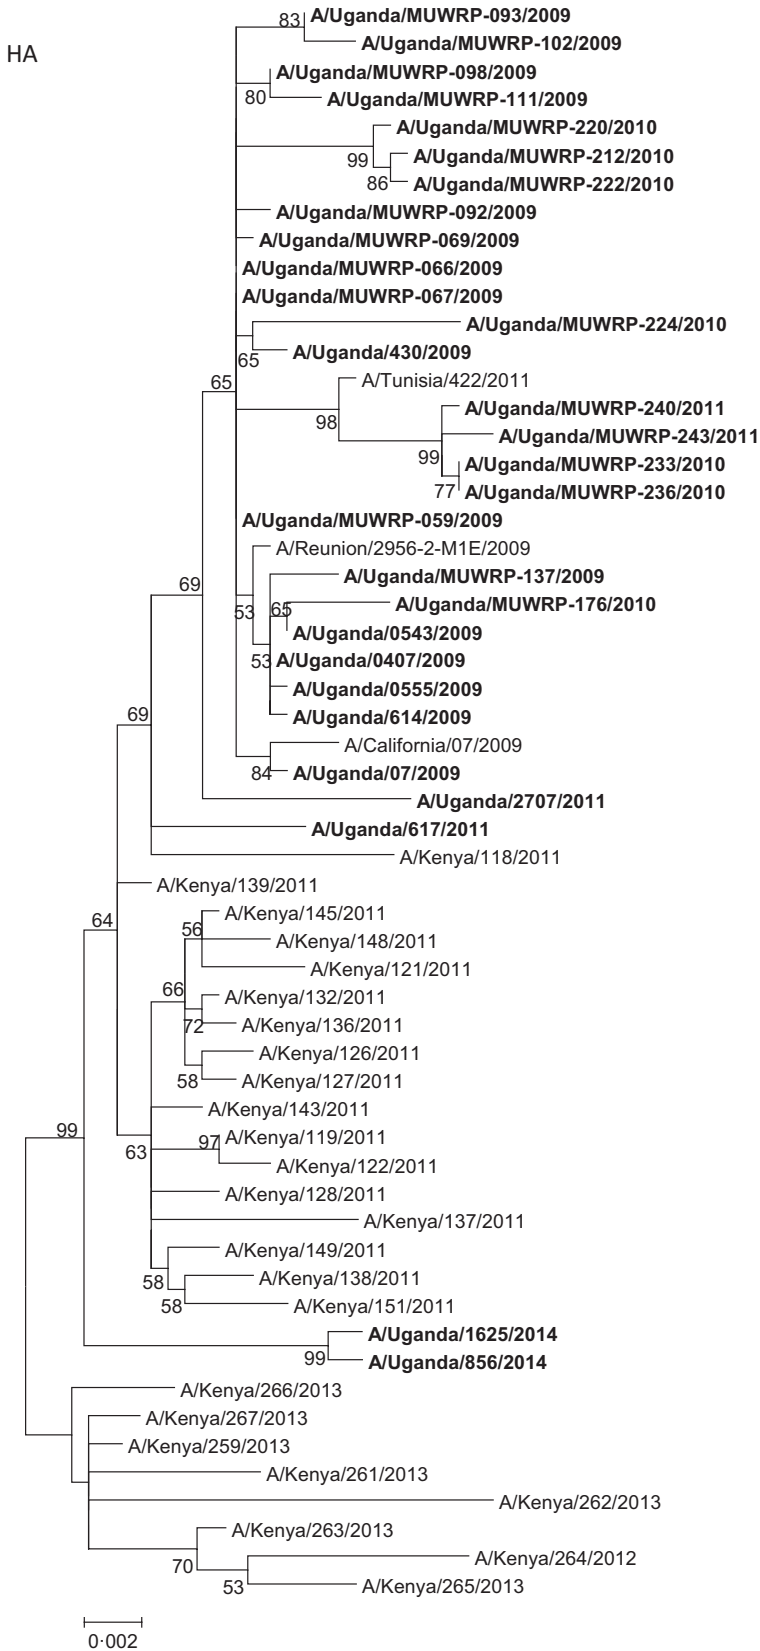 HA
83
A/Uganda/MUWRP-093/2009
A/Uganda/MUWRP-102/2009
A/Uganda/MUWRP-098/2009
80
A/Uganda/MUWRP-111/2009
A/Uganda/MUWRP-220/2010
99
A/Uganda/MUWRP-212/2010
86
A/Uganda/MUWRP-222/2010
A/Uganda/MUWRP-092/2009
A/Uganda/MUWRP-069/2009
A/Uganda/MUWRP-066/2009
A/Uganda/MUWRP-067/2009
A/Uganda/MUWRP-224/2010
65
A/Uganda/430/2009
65
A/Tunisia/422/2011
98
A/Uganda/MUWRP-240/2011
A/Uganda/MUWRP-243/2011
99
A/Uganda/MUWRP-233/2010
77
A/Uganda/MUWRP-236/2010
A/Uganda/MUWRP-059/2009
A/Reunion/2956-2-M1E/2009
69
A/Uganda/MUWRP-137/2009
53
65
A/Uganda/MUWRP-176/2010
A/Uganda/0543/2009
53
A/Uganda/0407/2009
A/Uganda/0555/2009
69
A/Uganda/614/2009
A/California/07/2009
84
A/Uganda/07/2009
A/Uganda/2707/2011
A/Uganda/617/2011
A/Kenya/118/2011
A/Kenya/139/2011
64
A/Kenya/145/2011
56
A/Kenya/148/2011
A/Kenya/121/2011
66
A/Kenya/132/2011
72
A/Kenya/136/2011
A/Kenya/126/2011
58
A/Kenya/127/2011
A/Kenya/143/2011
99
97
A/Kenya/119/2011
63
A/Kenya/122/2011
A/Kenya/128/2011
A/Kenya/137/2011
A/Kenya/149/2011
58
A/Kenya/138/2011
58
A/Kenya/151/2011
A/Uganda/1625/2014
99
A/Uganda/856/2014
A/Kenya/266/2013
A/Kenya/267/2013
A/Kenya/259/2013
A/Kenya/261/2013
A/Kenya/262/2013
A/Kenya/263/2013
70
A/Kenya/264/2012
53
A/Kenya/265/2013
0·002